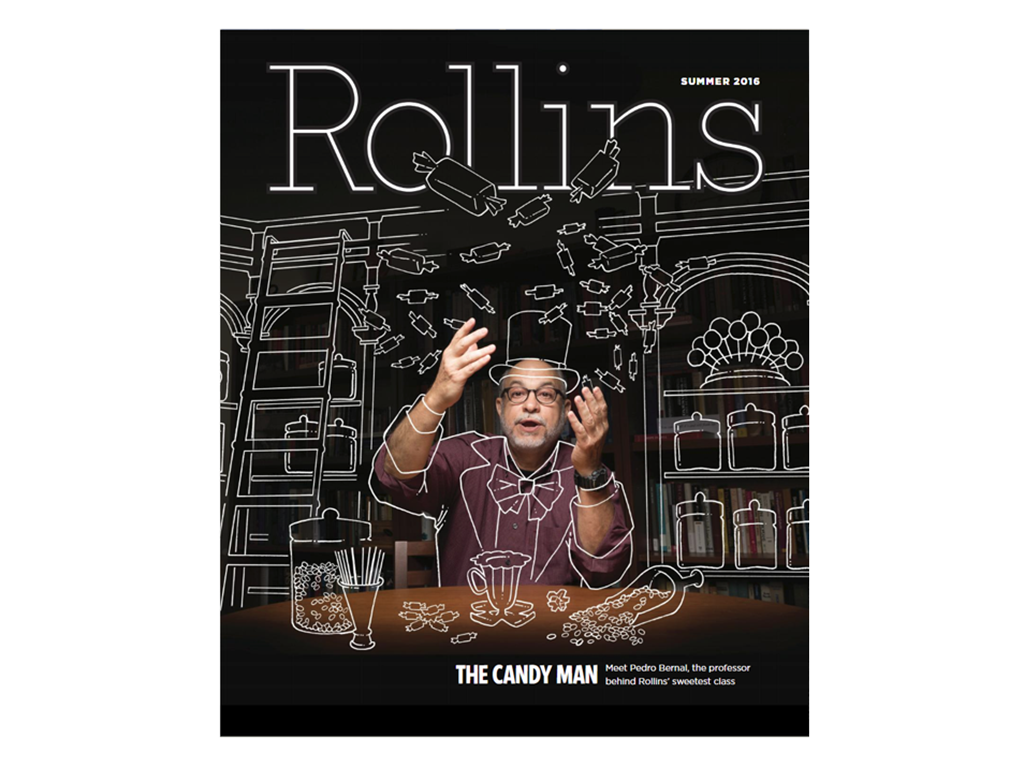 SUMMER 2016
Rollins
THE CANDY MAN
Meet Pedro Bernal, the professor
behind Rollins' sweetest class